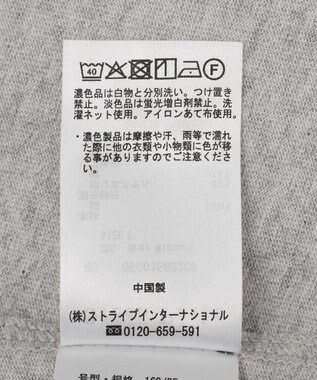 40 F
濃色品は白物と分別洗い。つけ置き
禁止。淡色品は蛍光増白剤禁止。洗
濯ネット使用。アイロンあて布使用。
・濃色製品は摩擦や汗、雨等で濡れ
た際に他の衣類や小物類に色が移
る事がありますのでご注意くださ
い。
中国製
(株)ストライプインターナショナル
0120-659-591
号型・規格